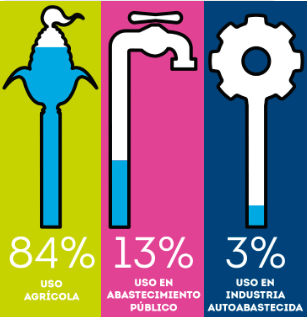 84%
USO
AGRÍCOLA
13%
USO EN
ABASTECIMIENTO
PÚBLICO
3%
USO EN
INDUSTRIA
AUTOABASTECIDA